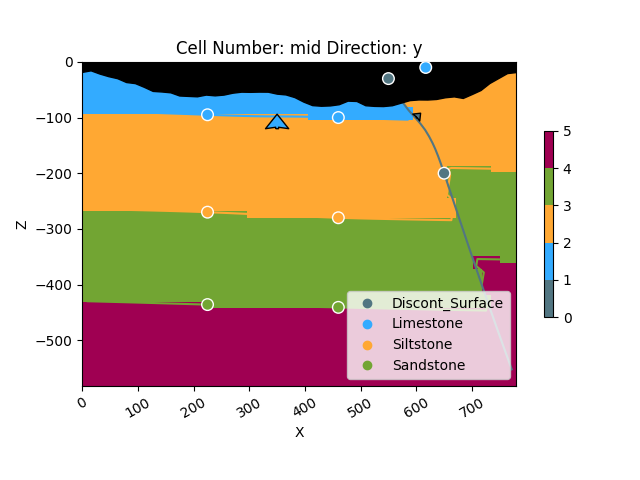 Cell Number: mid Direction: y
0
−100
−200
−300
−400
−500
Z
0
100
200
300
400
500
600
700
X
5
4
3
2
1
0
Discont_Surface
Limestone
Siltstone
Sandstone